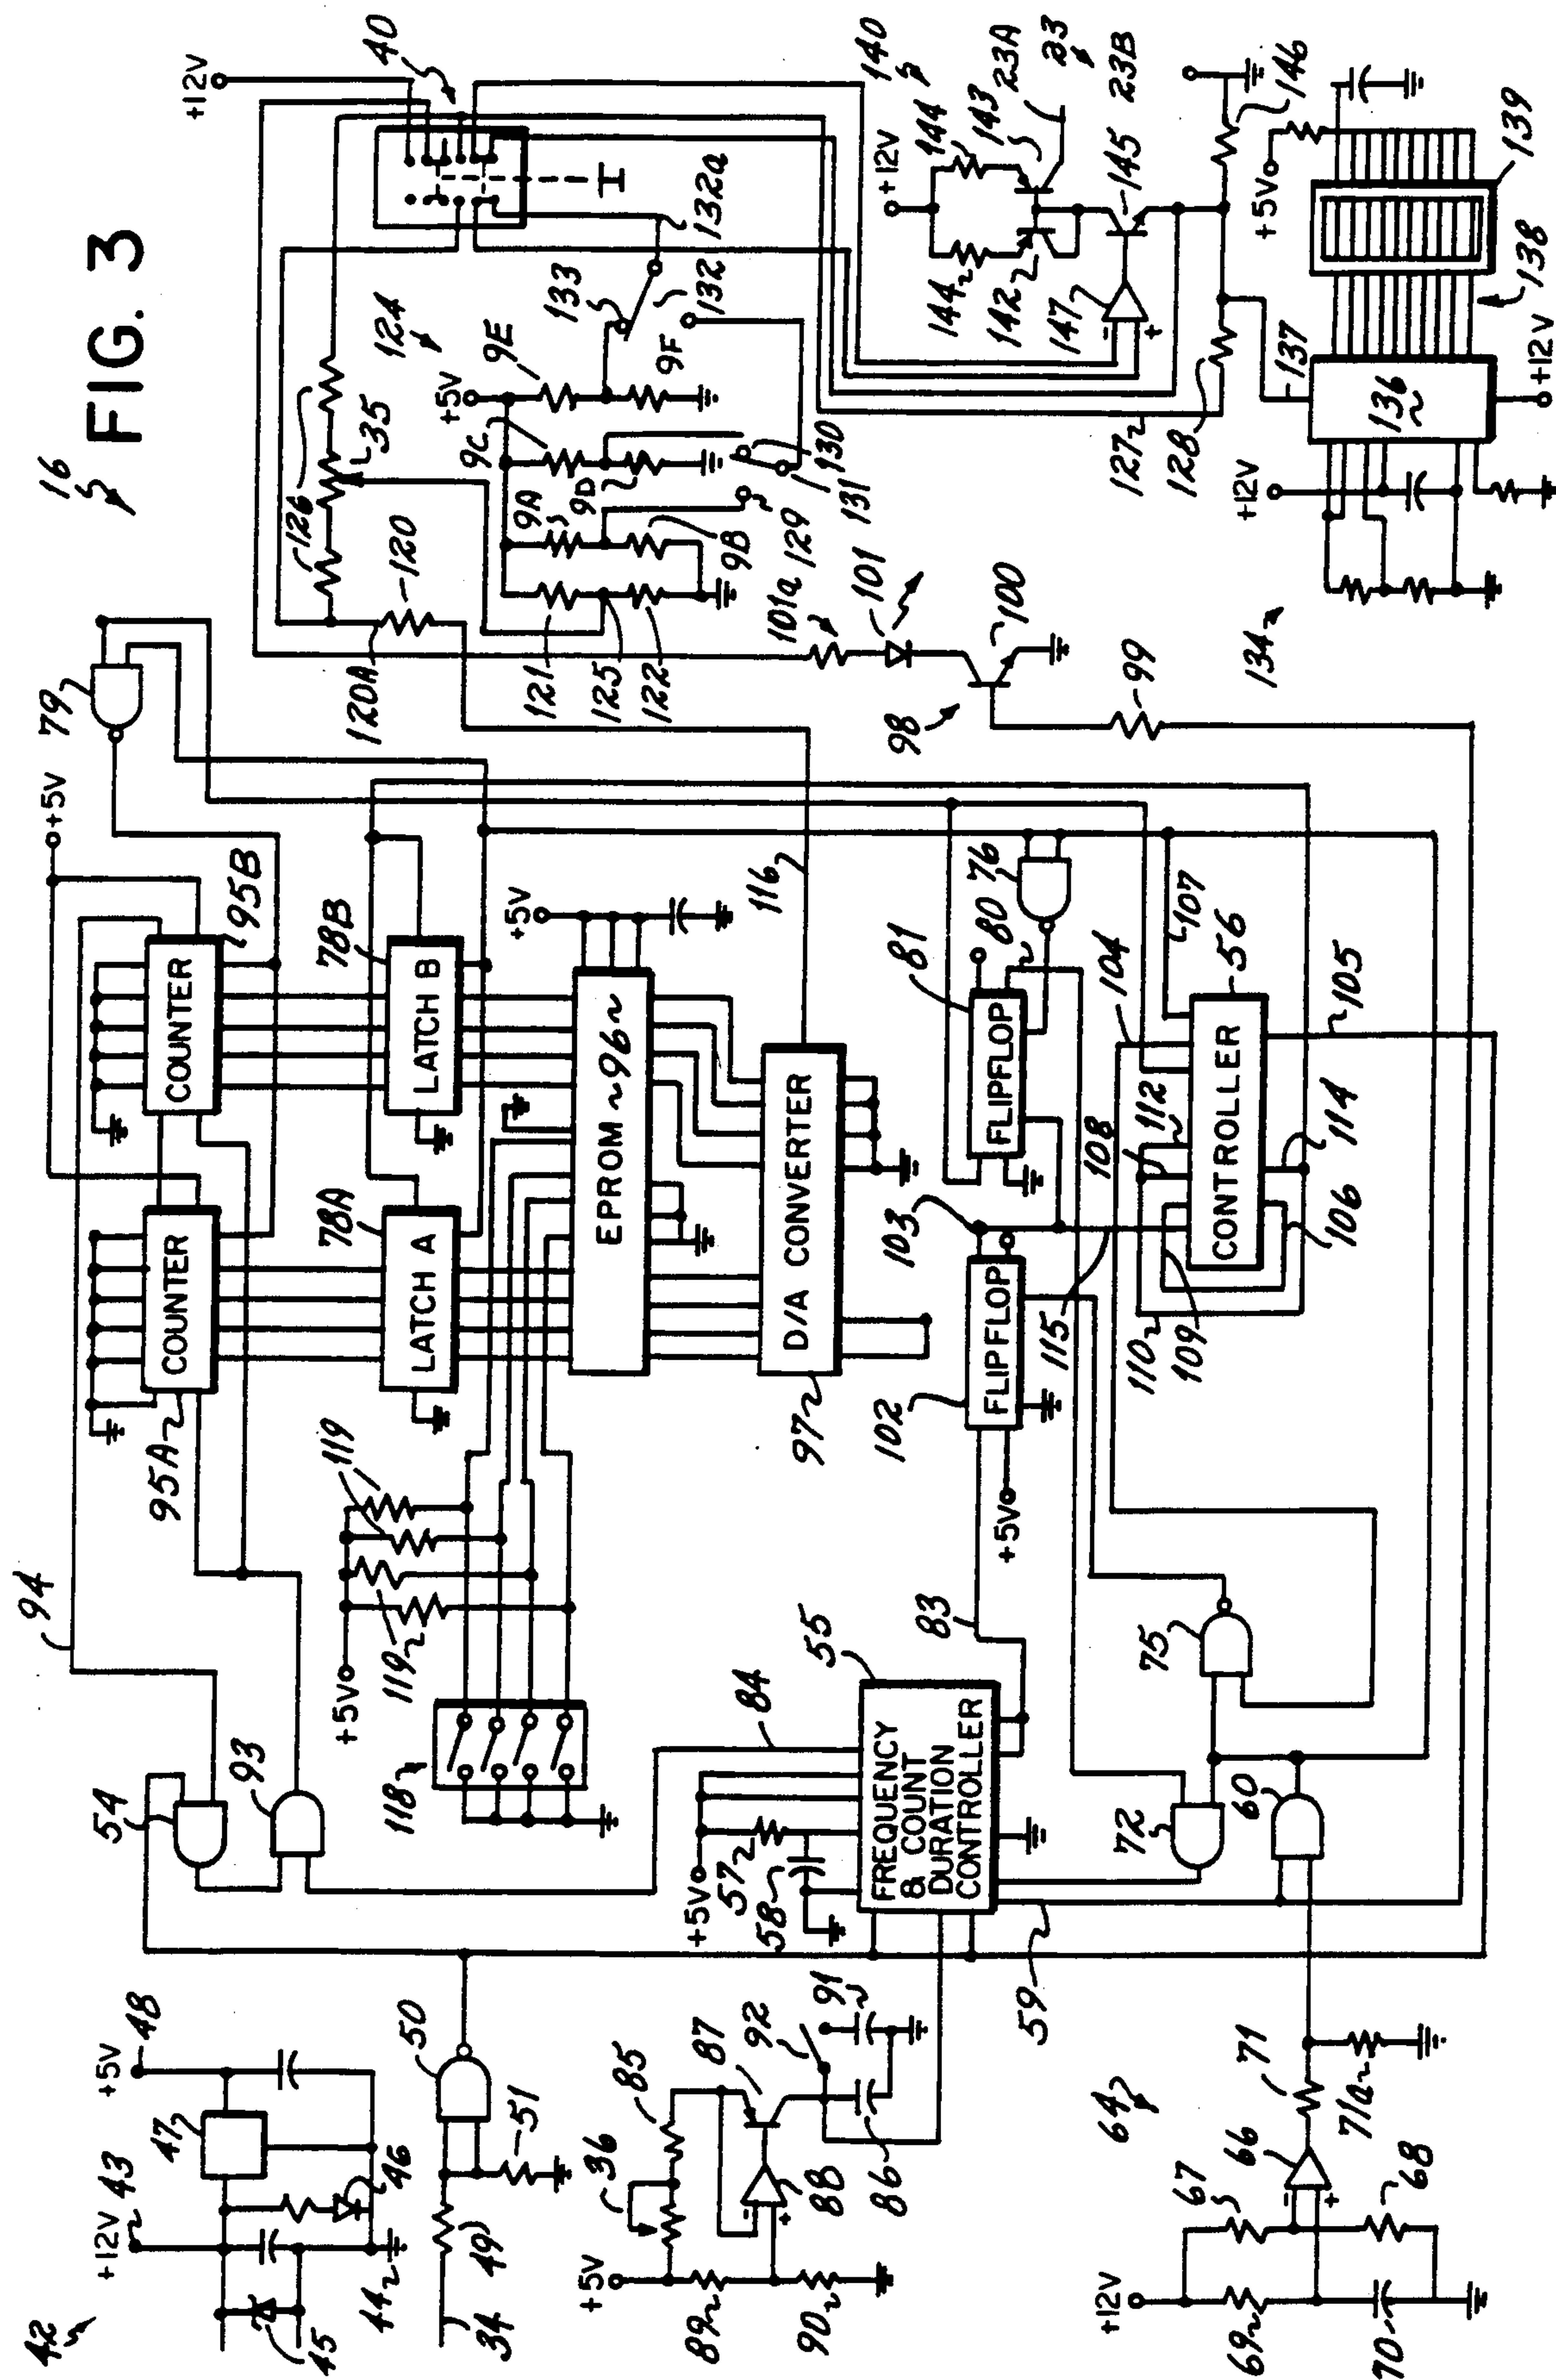 FIG. 3
16
42
+12V
43
+5V
48
47
46
44
45
34
49
50
51
+5V
36
85
87
92
91
88
86
89
90
64
+12V
67
66
71
71a
68
69
70
54
93
94
95A
COUNTER
COUNTER
95B
+5V
79
78A
LATCH A
LATCH B
78B
119
119
+5V
118
EPROM ~96~
+5V
D/A CONVERTER
97
116
84
55
FREQUENCY
& COUNT
DURATION
CONTROLLER
+5V
57
58
59
83
102
FLIPFLOP
+5V
103
FLIPFLOP
81
80
76
72
60
75
115
110
109
108
112
106
114
CONTROLLER
104
107
56
105
98
99
100
101
101a
120A
120
126
35
124
+5V
121
125
122
9A
9B
9C
9D
9E
9F
129
131
130
133
132
132a
40
+12V
127
128
140
+12V
144
144
143
142
23A
23
23B
147
145
146
134
+12V
136
137
+12V
138
139
+5V